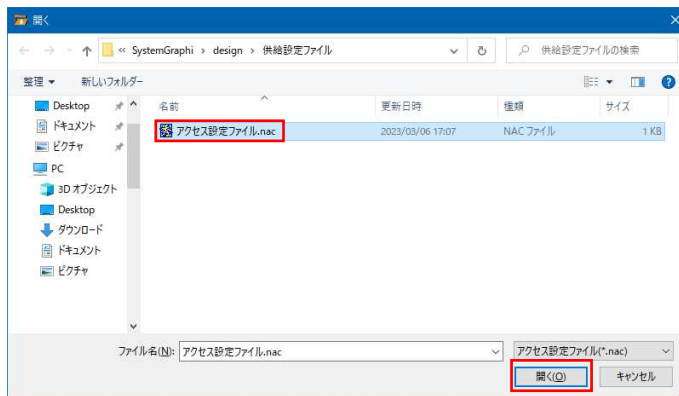 開く
« SystemGraphi › design › 供給設定ファイル
供給設定ファイルの検索
整理 新しいフォルダー
名前 更新日時 種類 サイズ
アクセス設定ファイル.nac 2023/03/06 17:07 NAC ファイル 1 KB
Desktop
ドキュメント
ピクチャ
PC
3D オブジェクト
Desktop
ダウンロード
ドキュメント
ピクチャ
ファイル名(N): アクセス設定ファイル.nac アクセス設定ファイル(*.nac)
開く(O) キャンセル